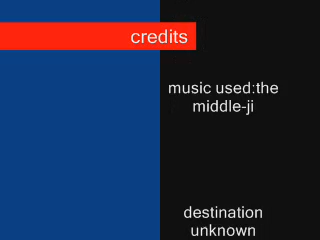 credits
music used:the
middle-ji
destination
unknown